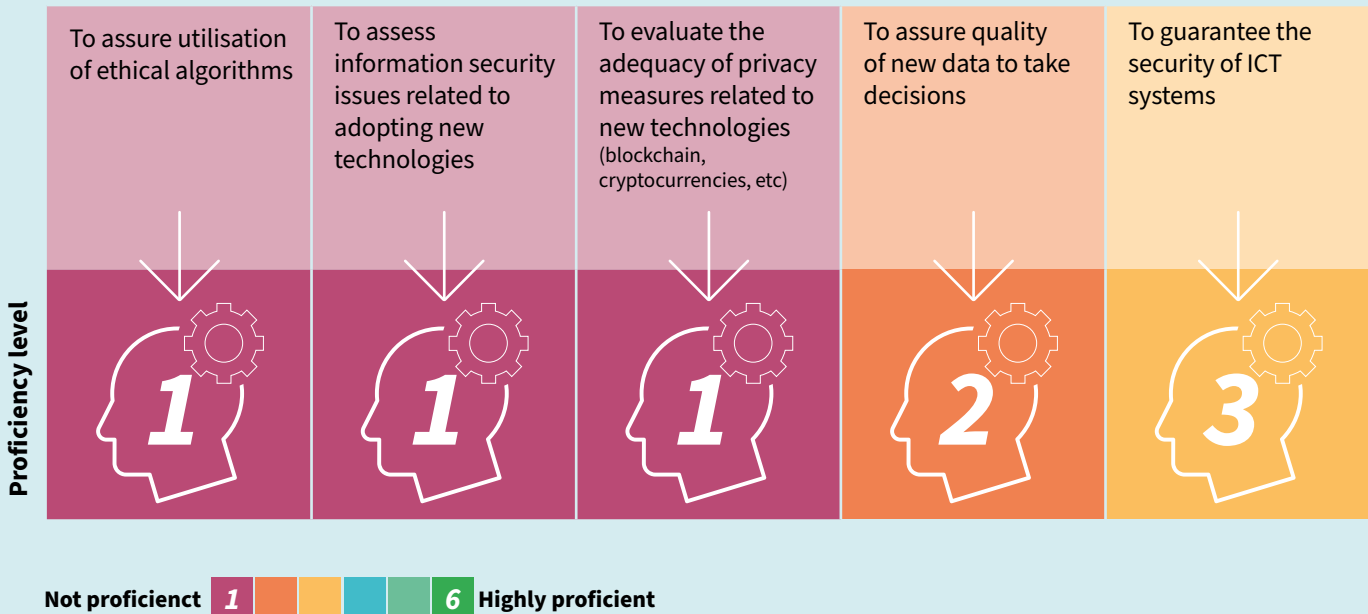 To assure utilisation
of ethical algorithms
To assess
information security
issues related to
adopting new
technologies
To evaluate the
adequacy of privacy
measures related to
new technologies
(blockchain,
cryptocurrencies, etc)
To assure quality
of new data to take
decisions
To guarantee the
security of ICT
systems
Proficiency level
1
1
1
2
3
Not proficienct 1 6 Highly proficient